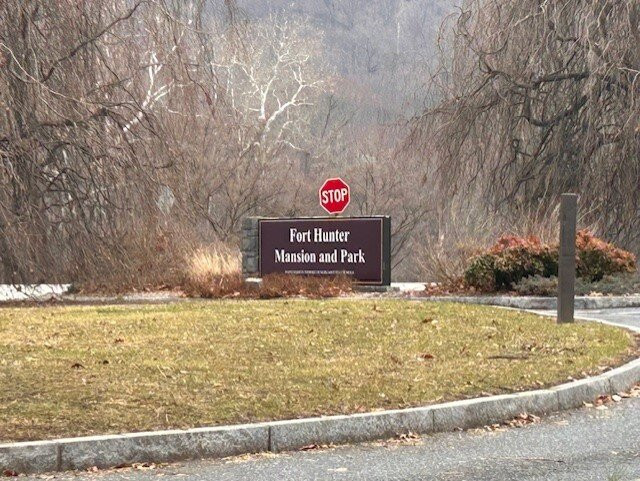 STOP
Fort Hunter
Mansion and Park